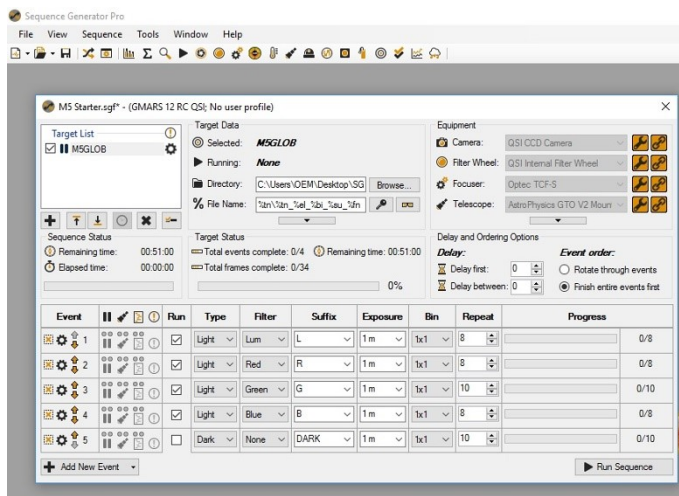 Sequence Generator Pro
File View Sequence Tools Window Help
M5 Starter.sgf* - (GMARS 12 RC QSI; No user profile)
Target List
M5GLOB
Target Data
Selected: M5GLOB
Running: None
Directory: C:\Users\OEM\Desktop\SG Browse...
File Name: %tn\%tn_%el_%bi_%su_%fn
Equipment
Camera: QSI CCD Camera
Filter Wheel: QSI Internal Filter Wheel
Focuser: Optec TCF-S
Telescope: AstroPhysics GTO V2 Mount
Sequence Status
Remaining time: 00:51:00
Elapsed time: 00:00:00
Target Status
Total events complete: 0/4 Remaining time: 00:51:00
Total frames complete: 0/34
0%
Delay and Ordering Options
Delay: Event order:
Delay first: 0 Rotate through events
Delay between: 0 Finish entire events first
Event Run Type Filter Suffix Exposure Bin Repeat Progress
1 Light Lum L 1 m 1x1 8 0/8
2 Light Red R 1 m 1x1 8 0/8
3 Light Green G 1 m 1x1 10 0/10
4 Light Blue B 1 m 1x1 8 0/8
5 Dark None DARK 1 m 1x1 10 0/10
Add New Event Run Sequence